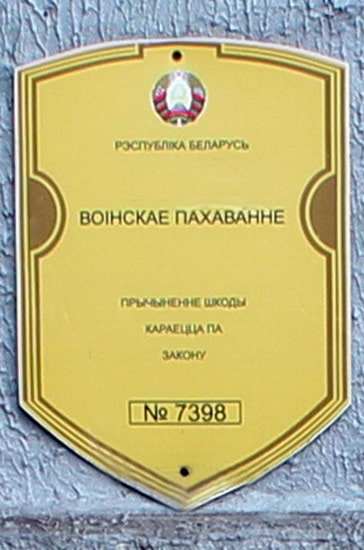 РЭСПУБЛІКА БЕЛАРУСЬ
ВОІНСКАЕ ПАХАВАННЕ
ПРЫЧЫНЕННЕ ШКОДЫ
КАРАЕЦЦА ПА
ЗАКОНУ
№ 7398